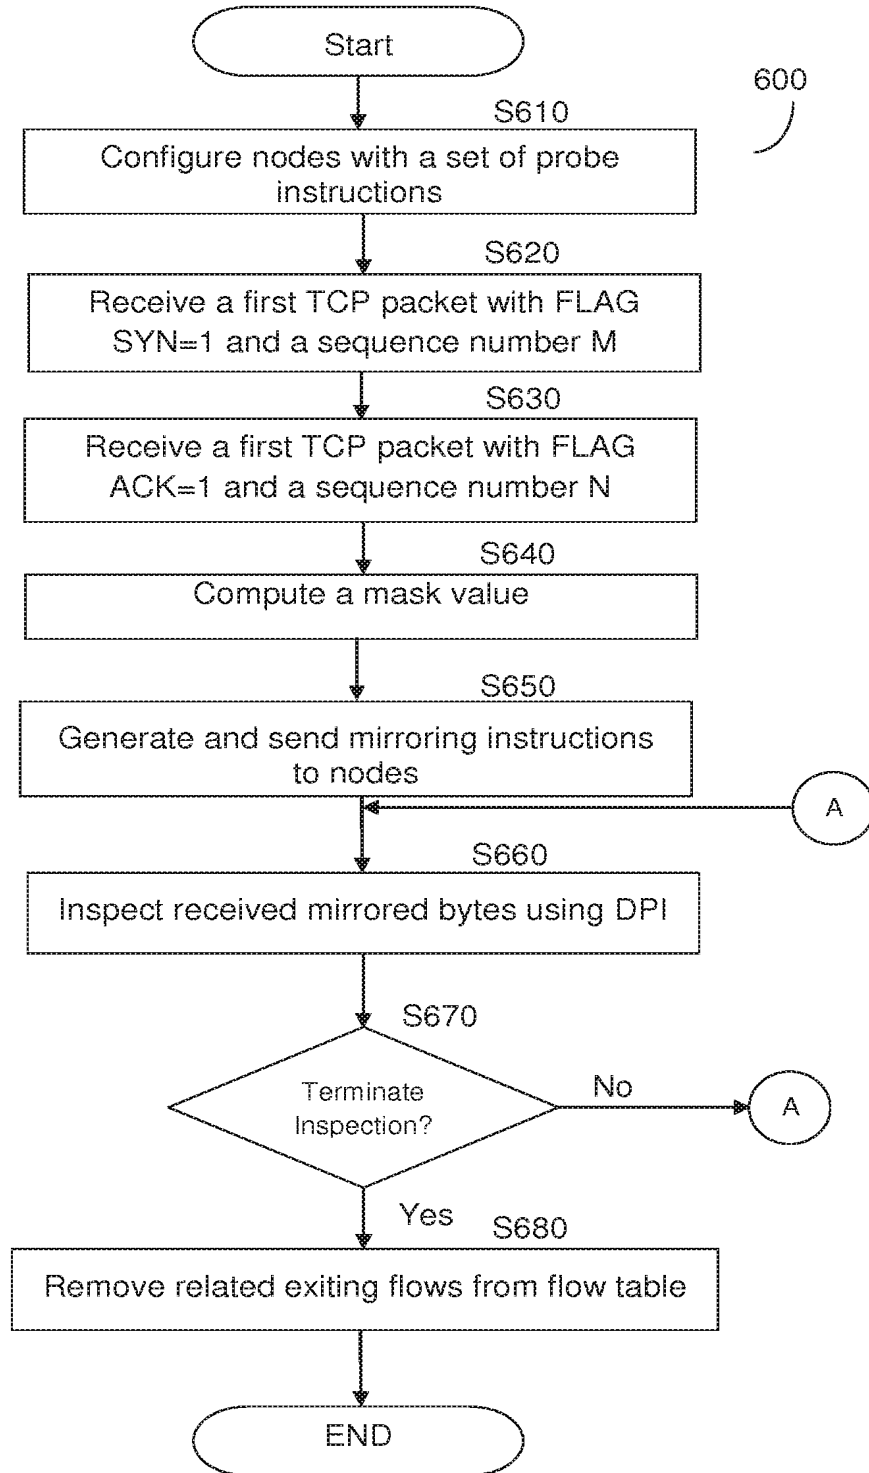 Start
600
S610
Configure nodes with a set of probe
instructions
S620
Receive a first TCP packet with FLAG
SYN=1 and a sequence number M
S630
Receive a first TCP packet with FLAG
ACK=1 and a sequence number N
S640
Compute a mask value
S650
Generate and send mirroring instructions
to nodes
A
S660
Inspect received mirrored bytes using DPI
S670
Terminate
Inspection?
No
A
Yes
S680
Remove related exiting flows from flow table
END